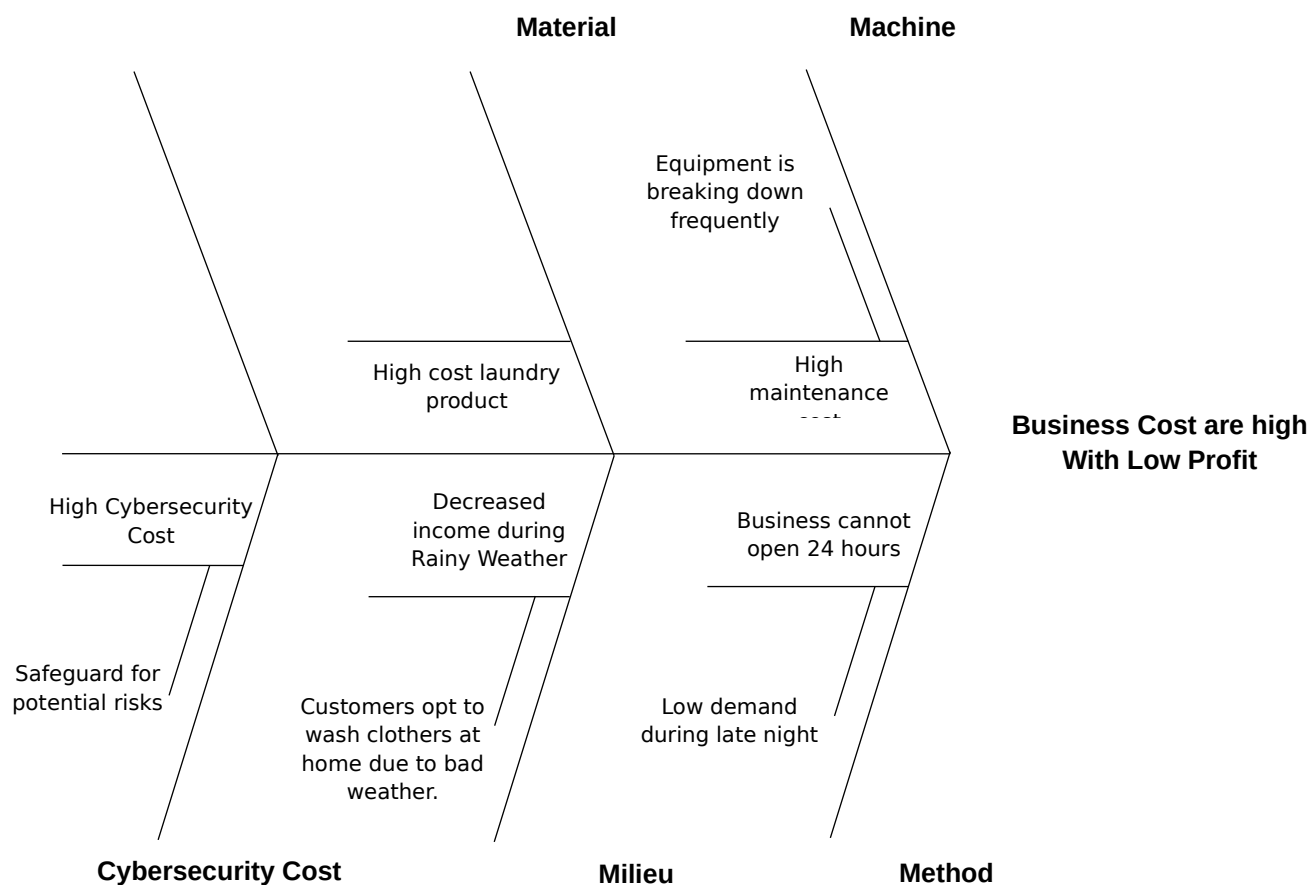 Material
Machine
Equipment is
breaking down
frequently
High cost laundry
product
High
maintenance
Business Cost are high
With Low Profit
High Cybersecurity
Cost
Decreased
income during
Rainy Weather
Business cannot
open 24 hours
Safeguard for
potential risks
Customers opt to
wash clothers at
home due to bad
weather.
Low demand
during late night
Cybersecurity Cost
Milieu
Method